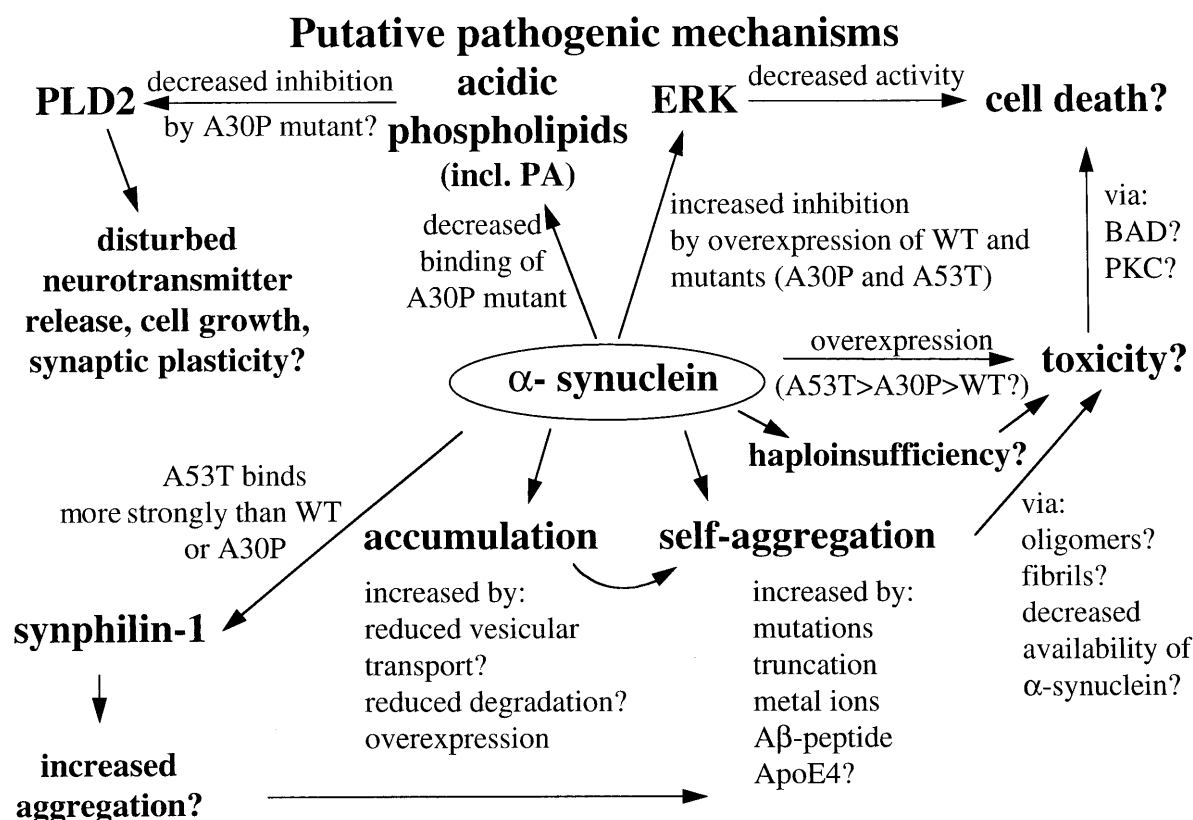 Putative pathogenic mechanisms
PLD2
decreased inhibition
by A30P mutant?
acidic
phospholipids
(incl. PA)
ERK
decreased activity
cell death?
disturbed
neurotransmitter
release, cell growth,
synaptic plasticity?
decreased
binding of
A30P mutant
increased inhibition
by overexpression of WT and
mutants (A30P and A53T)
via:
BAD?
PKC?
α- synuclein
overexpression
(A53T>A30P>WT?)
toxicity?
haploinsufficiency?
A53T binds
more strongly than WT
or A30P
accumulation
self-aggregation
via:
oligomers?
fibrils?
decreased
availability of
α-synuclein?
increased by:
reduced vesicular
transport?
reduced degradation?
overexpression
increased by:
mutations
truncation
metal ions
Aβ-peptide
ApoE4?
synphilin-1
increased
aggregation?